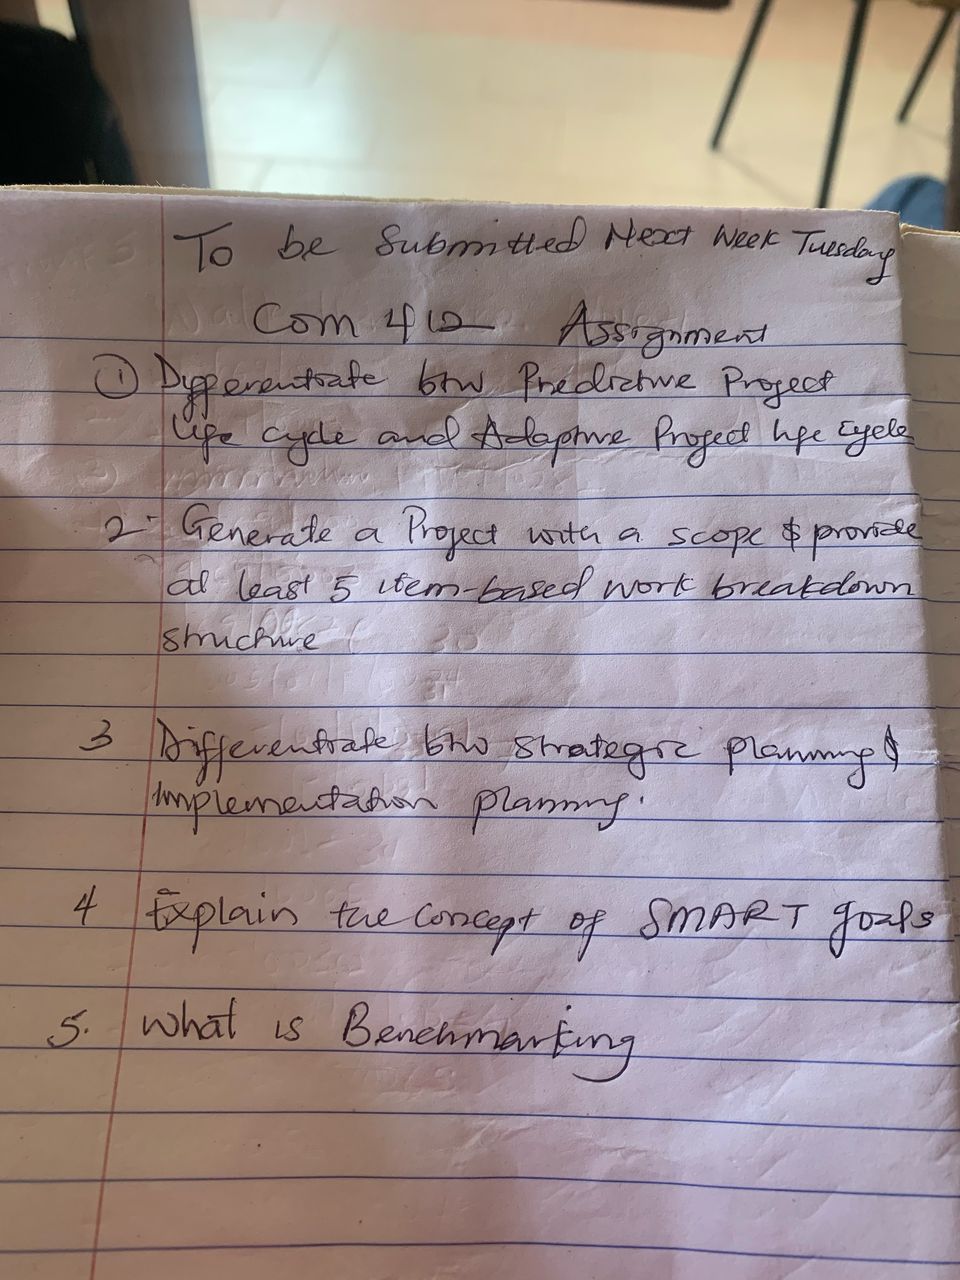 To be Submitted Next Week Tuesday
Com 412 Assignment
① Differentiate btw Predictive Project
life cycle and Adaptive Project life cycle
2- Generate a Project with a scope & provide
at least 5 item-based work breakdown
structure
3 Differentiate btw strategic planning &
implementation planning.
4 Explain the concept of SMART goals
5. What is Benchmarking